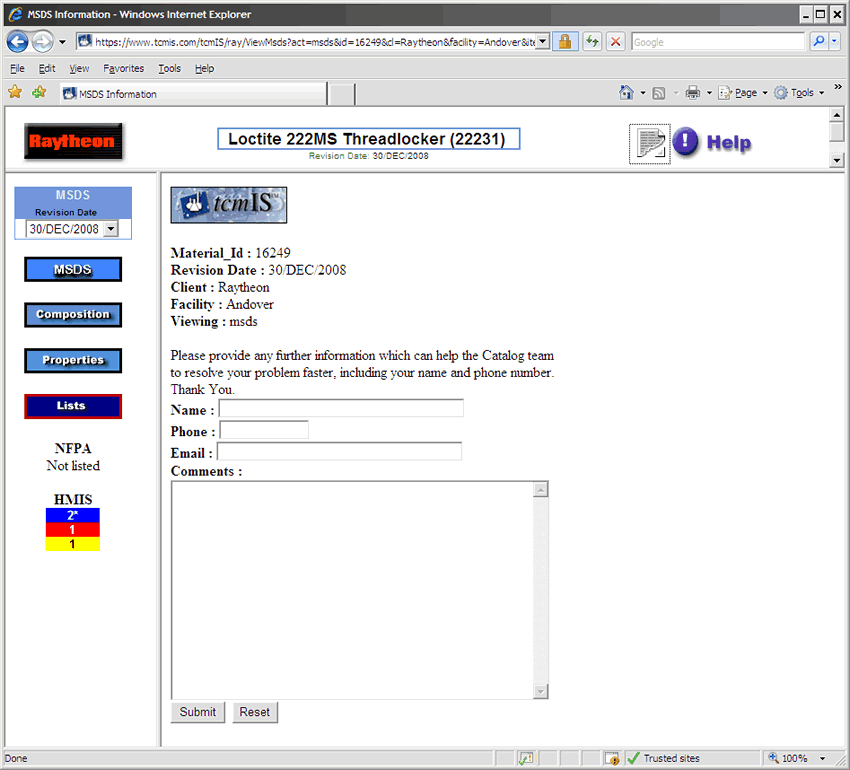 MSDS Information - Windows Internet Explorer
https://www.tcmis.com/tcmIS/ray/ViewMsds?act=msds&id=16249&cl=Raytheon&facility=Andover&ite
Google
File Edit View Favorites Tools Help
MSDS Information
Page Tools »
Raytheon
Loctite 222MS Threadlocker (22231)
Revision Date: 30/DEC/2008
Help
MSDS
Revision Date
30/DEC/2008
MSDS
Composition
Properties
Lists
NFPA
Not listed
HMIS
2*
1
1
tcmIS™
Material_Id : 16249
Revision Date : 30/DEC/2008
Client : Raytheon
Facility : Andover
Viewing : msds
Please provide any further information which can help the Catalog team
to resolve your problem faster, including your name and phone number.
Thank You.
Name :
Phone :
Email :
Comments :
Submit Reset
Done
Trusted sites
100%